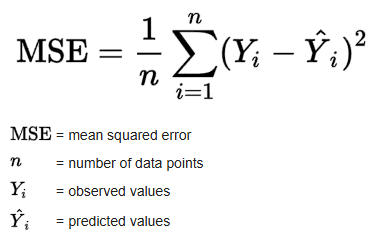 MSE = 1/n ∑_{i=1}^{n} (Y_i − Ŷ_i)²
MSE = mean squared error
n = number of data points
Y_i = observed values
Ŷ_i = predicted values